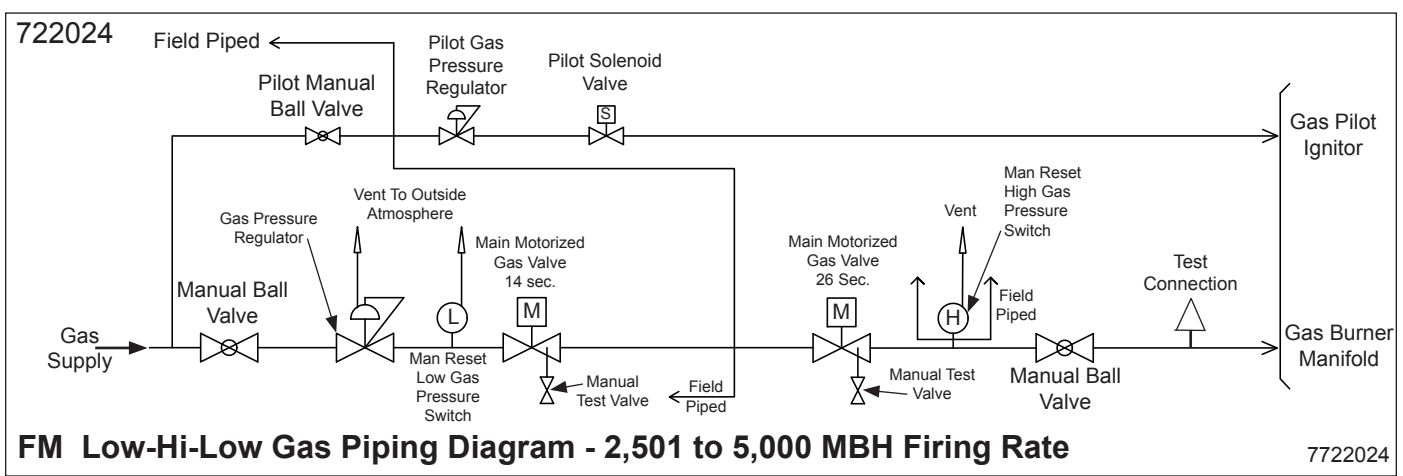 722024
Field Piped
Pilot Manual
Ball Valve
Pilot Gas
Pressure
Regulator
Pilot Solenoid
Valve
S
Gas Pilot
Ignitor
Gas Pressure
Regulator
Vent To Outside
Atmosphere
Main Motorized
Gas Valve
14 sec.
Main Motorized
Gas Valve
26 Sec.
Vent
Man Reset
High Gas
Pressure
Switch
Test
Connection
Manual Ball
Valve
Gas
Supply
L
M
M
H
Field
Piped
Gas Burner
Manifold
Man Reset
Low Gas
Pressure
Switch
Manual
Test Valve
Field
Piped
Manual Test
Valve
Manual Ball
Valve
FM Low-Hi-Low Gas Piping Diagram - 2,501 to 5,000 MBH Firing Rate
7722024